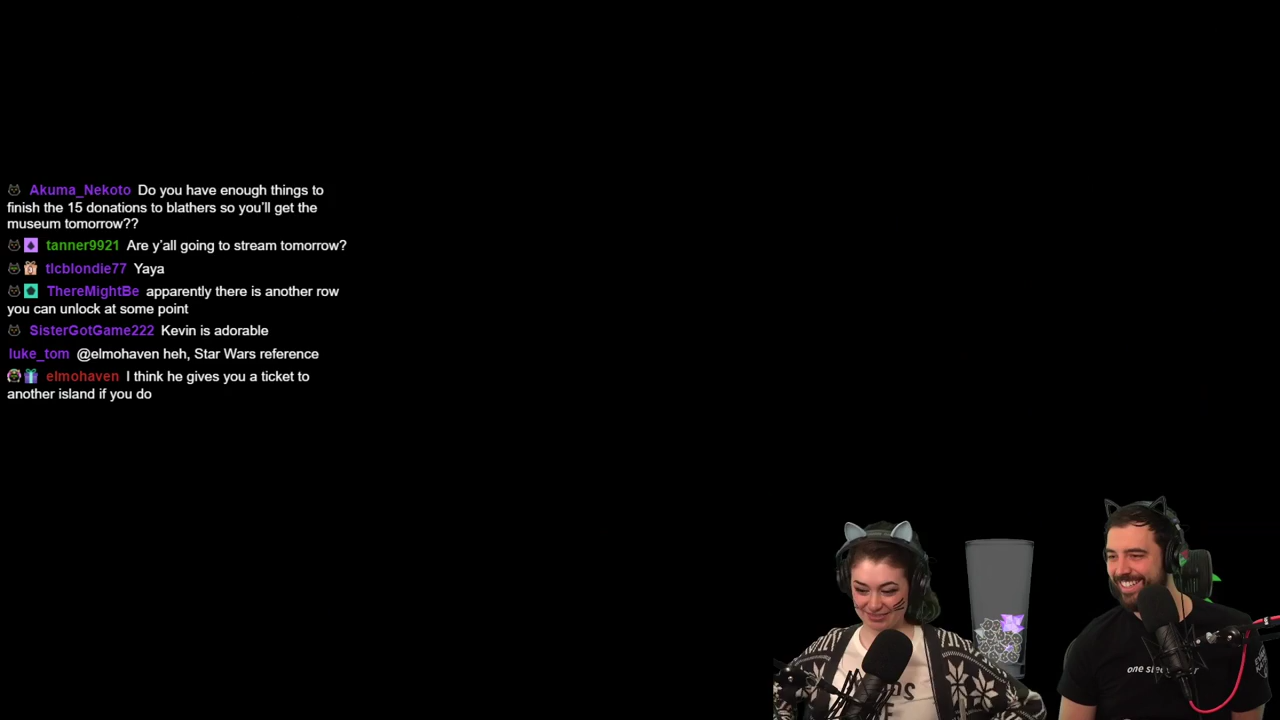 Akuma_Nekoto Do you have enough things to
finish the 15 donations to blathers so you'll get the
museum tomorrow??
tanner9921 Are y'all going to stream tomorrow?
tlcblondie77 Yaya
ThereMightBe apparently there is another row
you can unlock at some point
SisterGotGame222 Kevin is adorable
luke_tom @elmohaven heh, Star Wars reference
elmohaven I think he gives you a ticket to
another island if you do
one